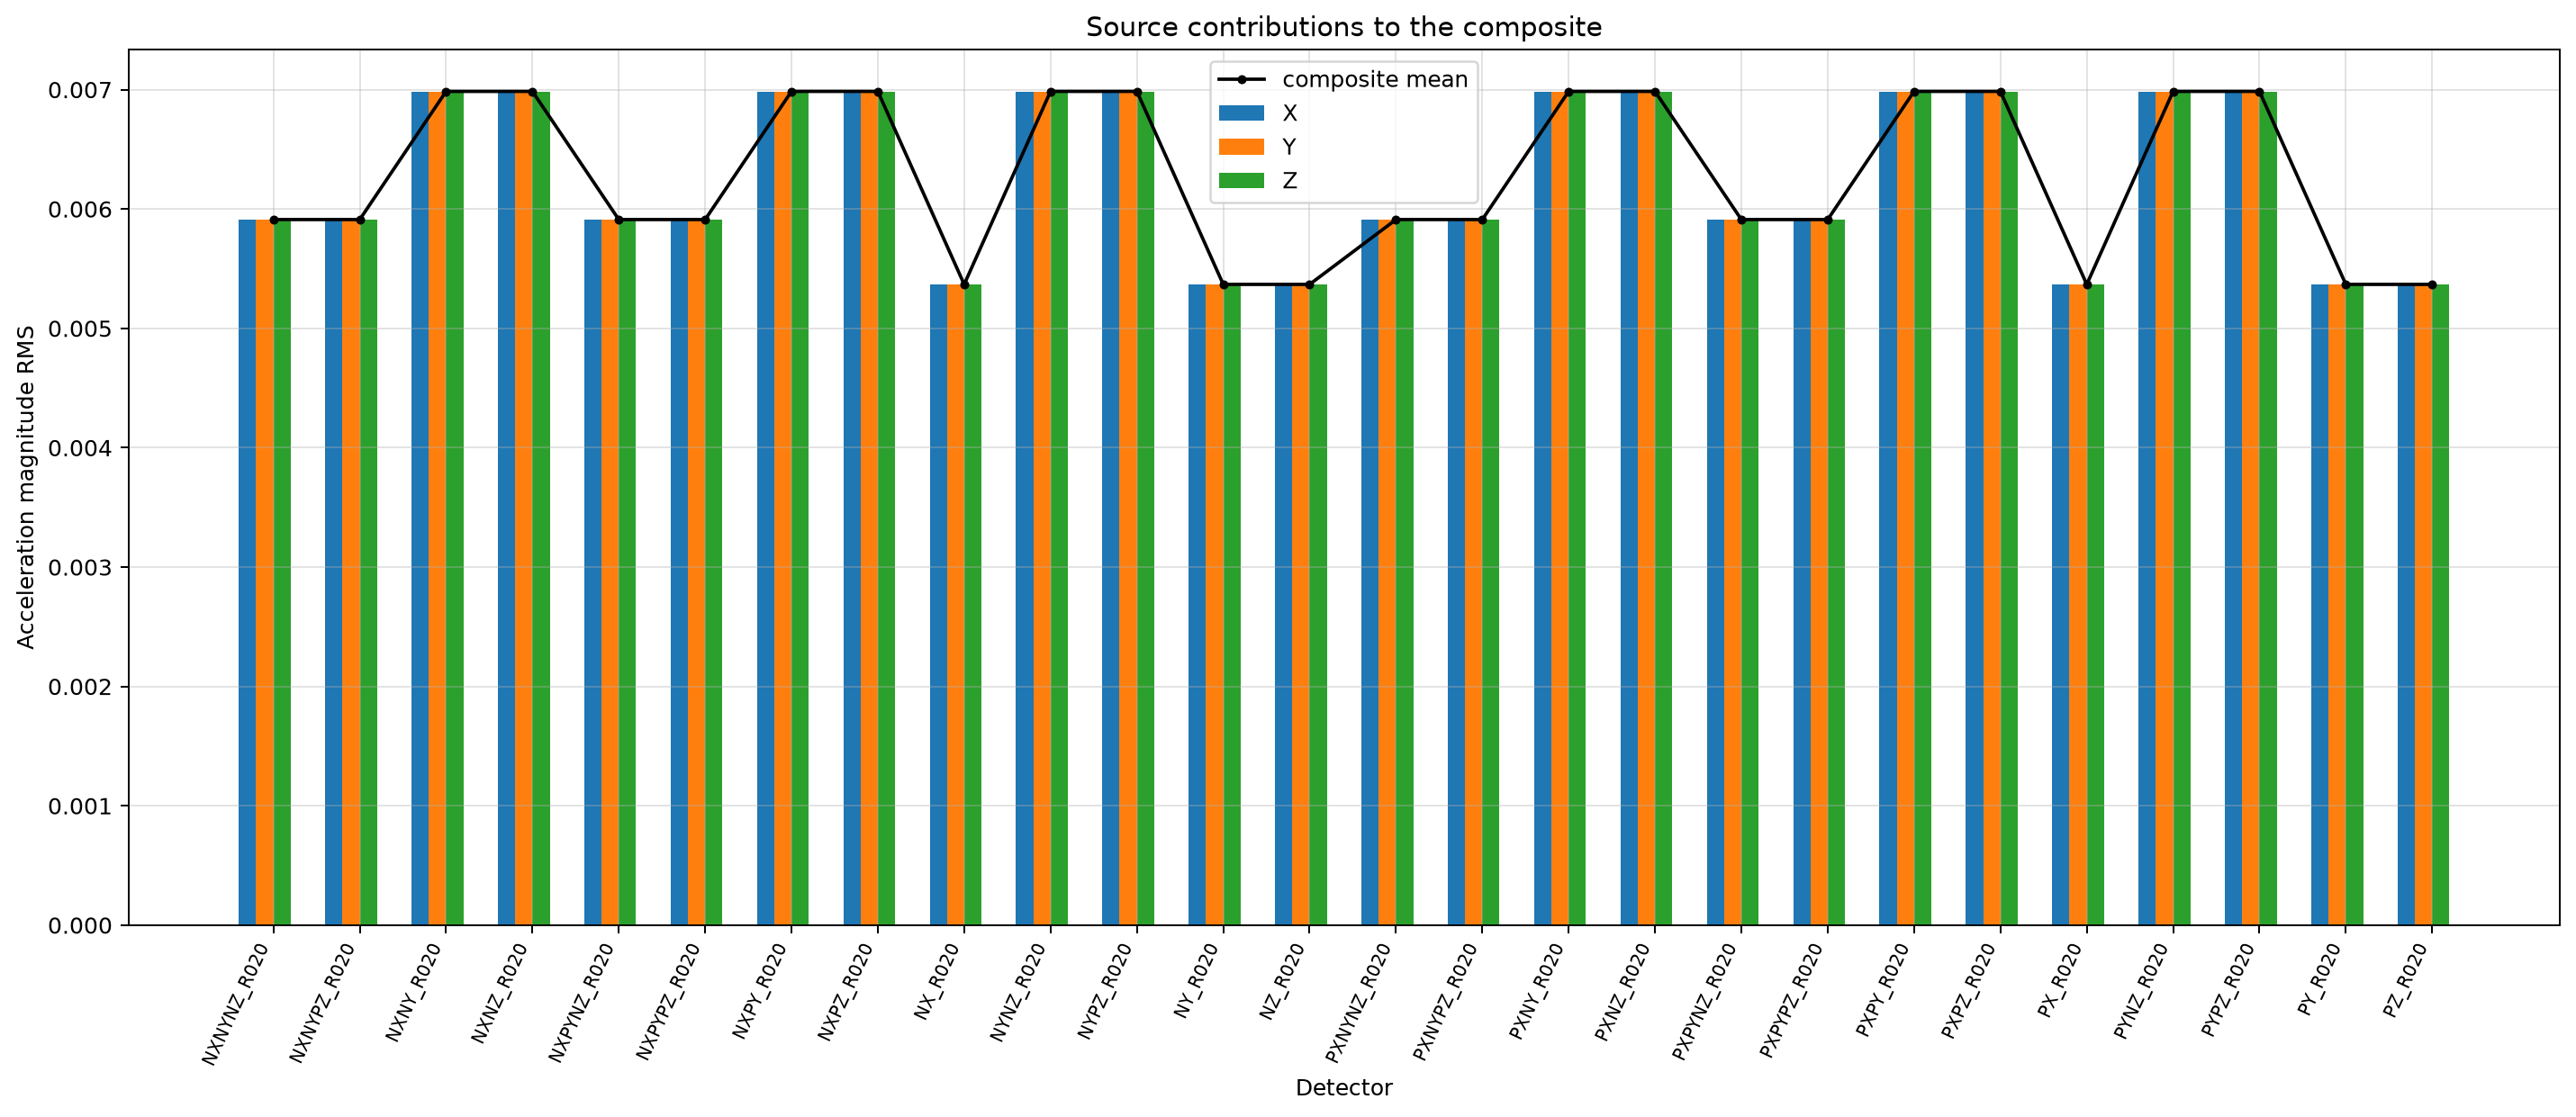 Source contributions to the composite
composite mean
X
Y
Z
Acceleration magnitude RMS
0.007
0.006
0.005
0.004
0.003
0.002
0.001
0.000
NXNYNZ_R020
NXNYPZ_R020
NXNY_R020
NXNZ_R020
NXPYNZ_R020
NXPYPZ_R020
NXPY_R020
NXPZ_R020
NX_R020
NYNZ_R020
NYPZ_R020
NY_R020
NZ_R020
PXNYNZ_R020
PXNYPZ_R020
PXNY_R020
PXNZ_R020
PXPYNZ_R020
PXPYPZ_R020
PXPY_R020
PXPZ_R020
PX_R020
PYNZ_R020
PYPZ_R020
PY_R020
PZ_R020
Detector